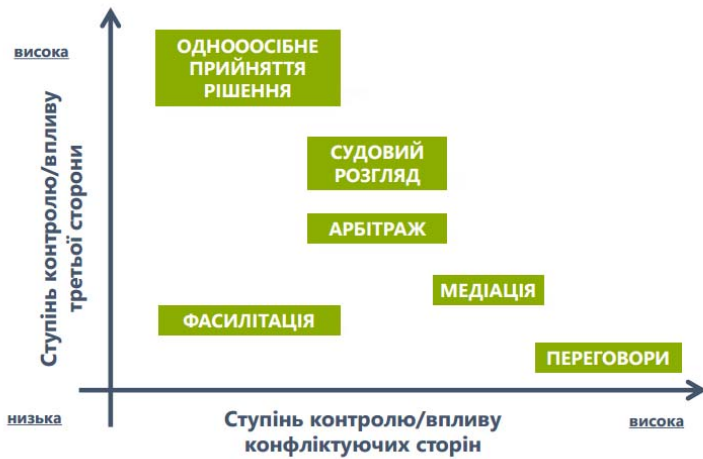 висока
ОДНОООСІБНЕ
ПРИЙНЯТТЯ
РІШЕННЯ
Ступінь контролю/впливу
третьої сторони
СУДОВИЙ
РОЗГЛЯД
АРБІТРАЖ
МЕДІАЦІЯ
ФАСИЛІТАЦІЯ
ПЕРЕГОВОРИ
низька
Ступінь контролю/впливу
конфліктуючих сторін
висока